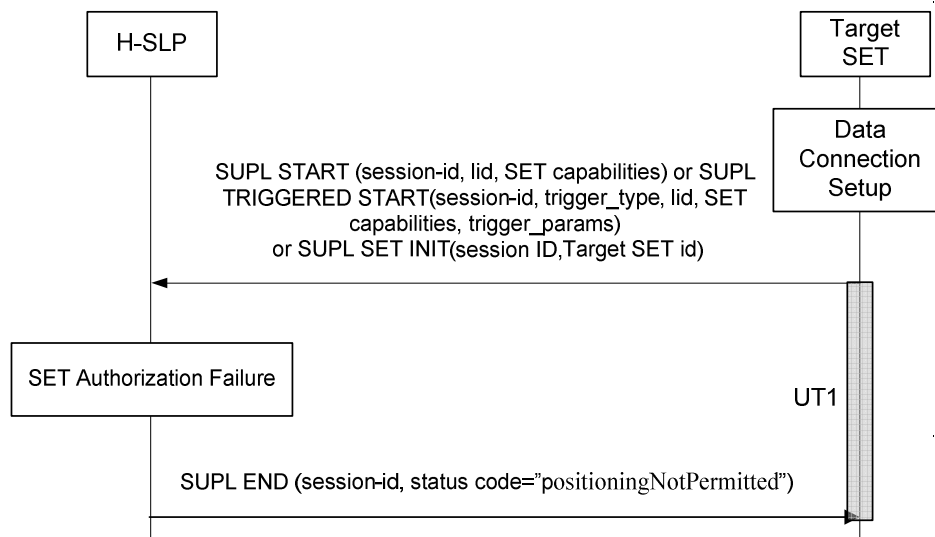 H-SLP
Target
SET
Data
Connection
Setup
SUPL START (session-id, lid, SET capabilities) or SUPL
TRIGGERED START(session-id, trigger_type, lid, SET
capabilities, trigger_params)
or SUPL SET INIT(session ID,Target SET id)
SET Authorization Failure
UT1
SUPL END (session-id, status code=”positioningNotPermitted”)